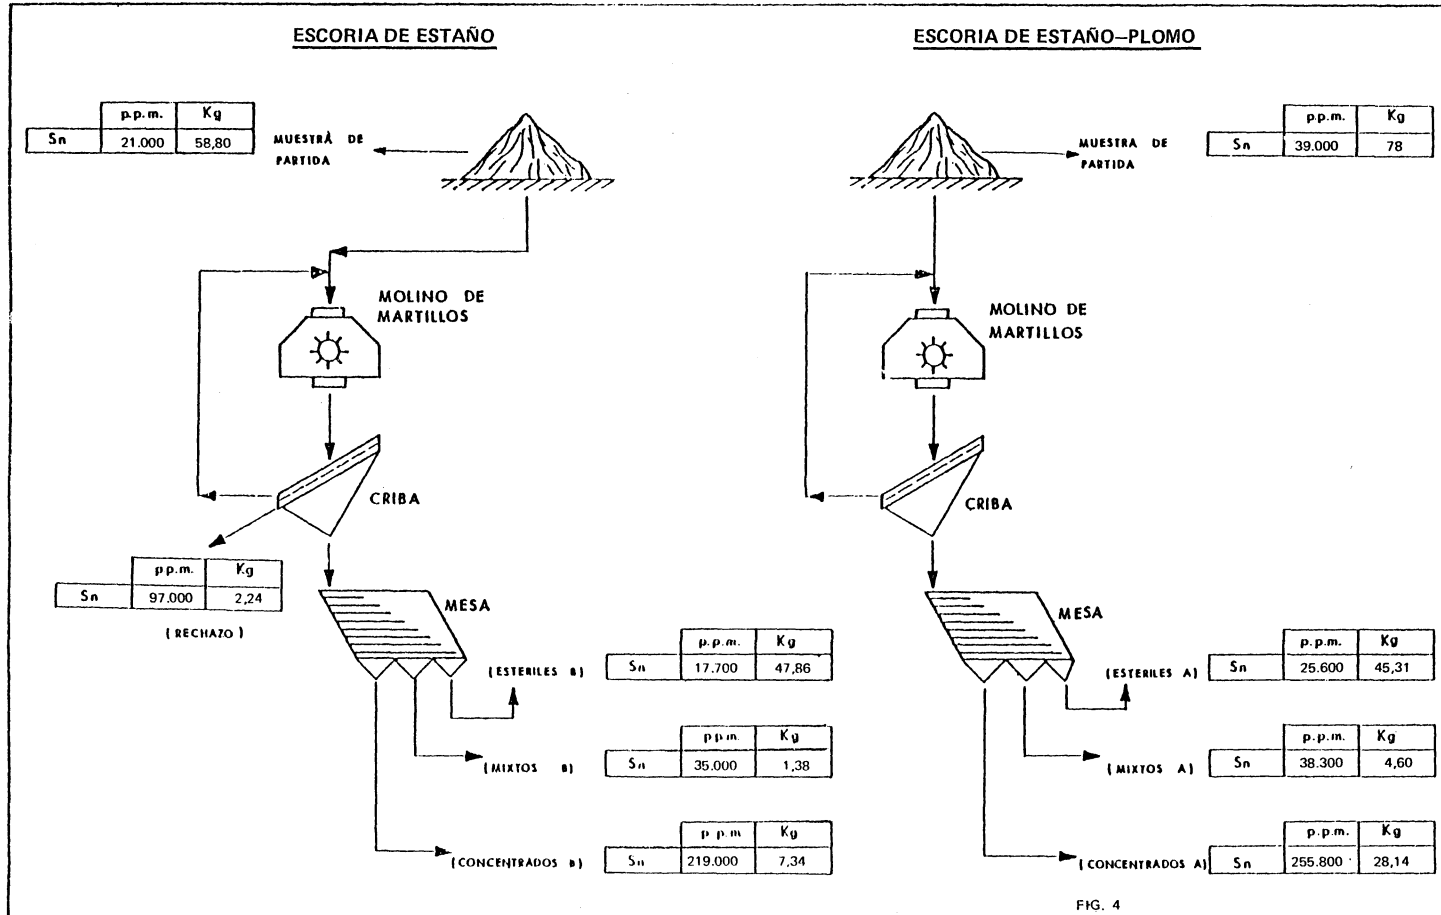 ESCORIA DE ESTAÑO
ESCORIA DE ESTAÑO–PLOMO
p.p.m. Kg
Sn 21.000 58,80
MUESTRA DE
PARTIDA
MUESTRA DE
PARTIDA
p.p.m. Kg
Sn 39.000 78
MOLINO DE
MARTILLOS
MOLINO DE
MARTILLOS
CRIBA
CRIBA
p.p.m. Kg
Sn 97.000 2,24
(RECHAZO)
MESA
MESA
(ESTERILES B)
p.p.m. Kg
Sn 17.700 47,86
(ESTERILES A)
p.p.m. Kg
Sn 25.600 45,31
(MIXTOS B)
p.p.m. Kg
Sn 35.000 1,38
(MIXTOS A)
p.p.m. Kg
Sn 38.300 4,60
(CONCENTRADOS B)
p.p.m Kg
Sn 219.000 7,34
(CONCENTRADOS A)
p.p.m. Kg
Sn 255.800 28,14
FIG. 4